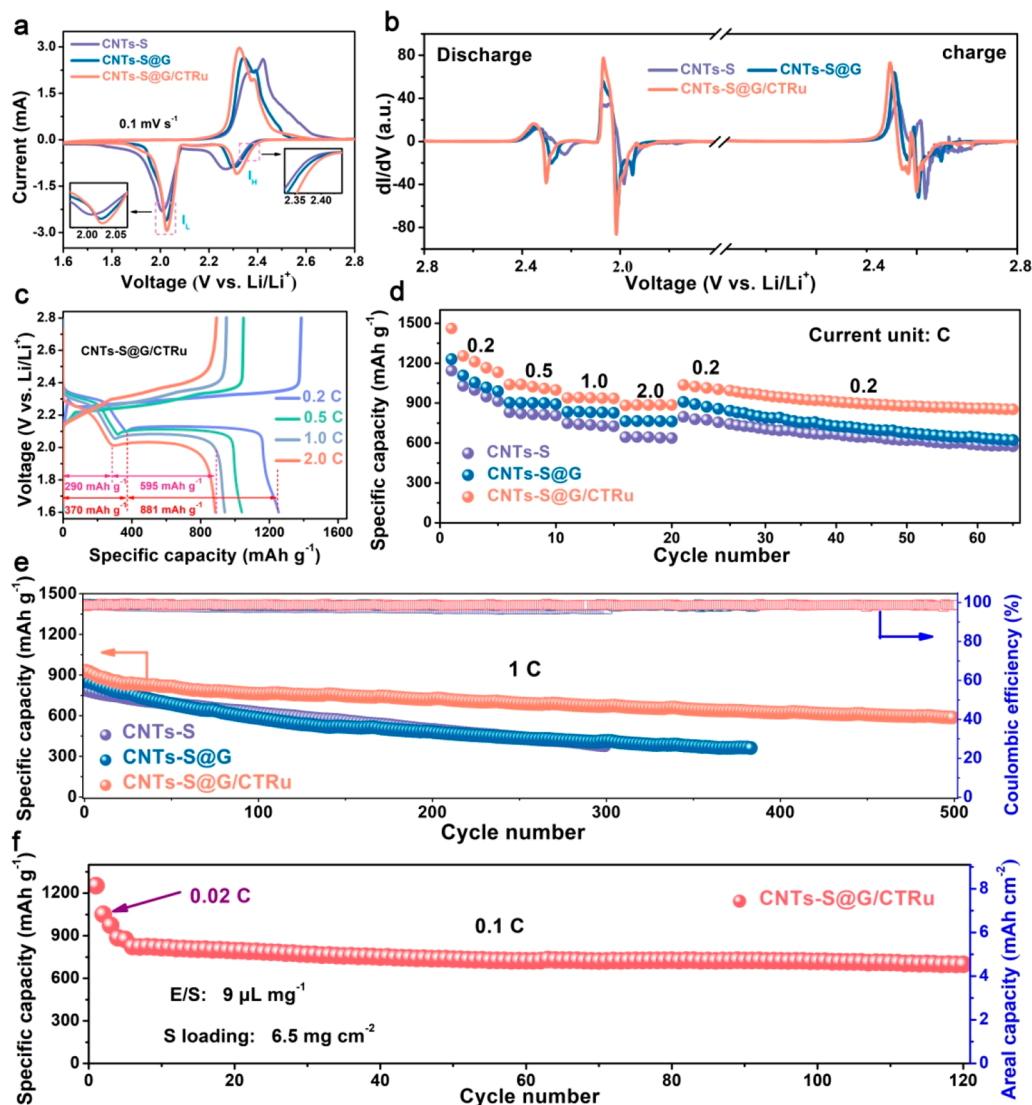 a
CNTs-S
CNTs-S@G
CNTs-S@G/CTRu
0.1 mV s-1
IH
IL
2.00 2.05
2.35 2.40
Current (mA)
3.0
1.5
0.0
-1.5
-3.0
1.6 2.0 2.4 2.8
Voltage (V vs. Li/Li+)
b
Discharge
charge
CNTs-S
CNTs-S@G
CNTs-S@G/CTRu
dI/dV (a.u.)
80
40
0
-40
-80
2.8 2.4 2.0 2.4 2.8
Voltage (V vs. Li/Li+)
c
CNTs-S@G/CTRu
0.2 C
0.5 C
1.0 C
2.0 C
290 mAh g-1 595 mAh g-1
370 mAh g-1 881 mAh g-1
Voltage (V vs. Li/Li+)
2.8
2.6
2.4
2.2
2.0
1.8
1.6
0 400 800 1200 1600
Specific capacity (mAh g-1)
d
Current unit: C
0.2
0.5
1.0
2.0
0.2
0.2
CNTs-S
CNTs-S@G
CNTs-S@G/CTRu
Specific capacity (mAh g-1)
1500
1200
900
600
300
0
0 5 10 15 20 30 40 50 60
Cycle number
e
1 C
CNTs-S
CNTs-S@G
CNTs-S@G/CTRu
Specific capacity (mAh g-1)
1500
1200
900
600
300
0
Coulombic efficiency (%)
100
80
60
40
20
0
0 100 200 300 400 500
Cycle number
f
0.02 C
0.1 C
CNTs-S@G/CTRu
E/S: 9 μL mg-1
S loading: 6.5 mg cm-2
Specific capacity (mAh g-1)
1200
900
750
300
0
Areal capacity (mAh cm-2)
8
6
4
2
0
0 20 40 60 80 100 120
Cycle number